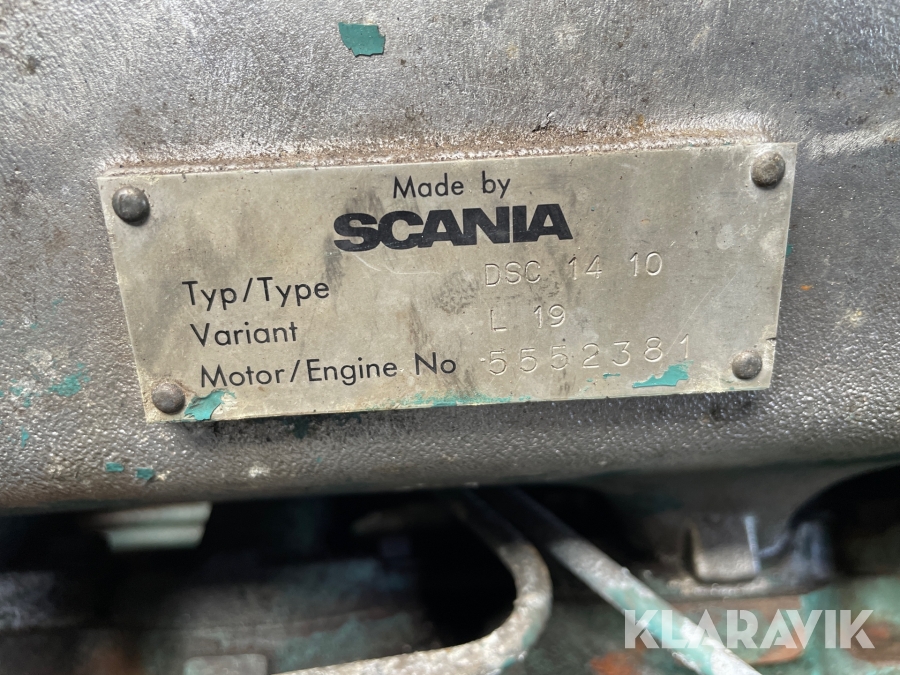 Made by
SCANIA
Typ/Type DSC 14 10
Variant L 19
Motor/Engine No 5552381
KLARAVIK